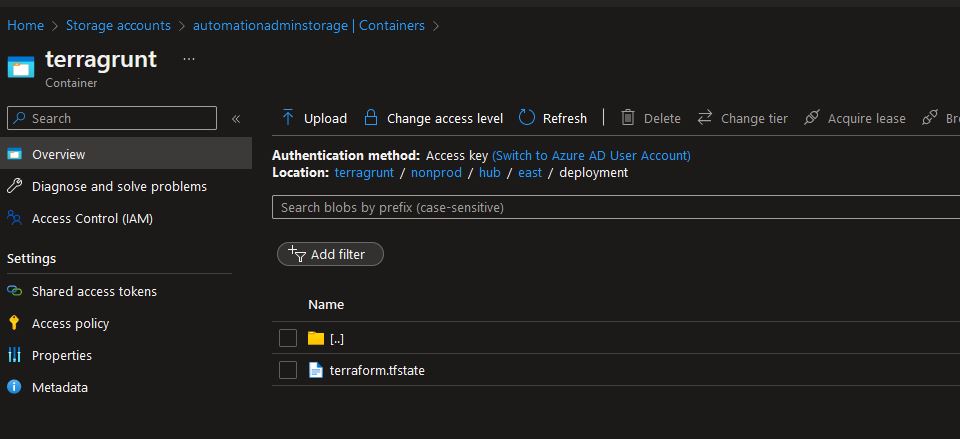 Home > Storage accounts > automationadminstorage | Containers >
terragrunt ...
Container
Search «
Overview
Diagnose and solve problems
Access Control (IAM)
Settings
Shared access tokens
Access policy
Properties
Metadata
Upload Change access level Refresh | Delete Change tier Acquire lease Br
Authentication method: Access key (Switch to Azure AD User Account)
Location: terragrunt / nonprod / hub / east / deployment
Search blobs by prefix (case-sensitive)
Add filter
Name
[..]
terraform.tfstate